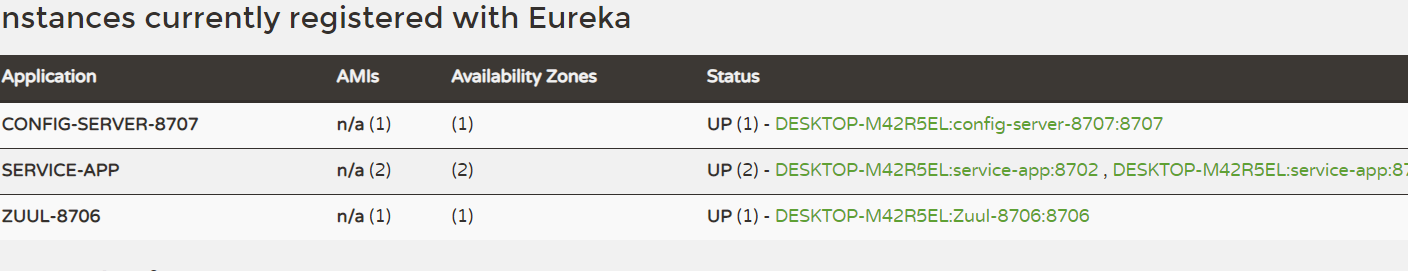 nstances currently registered with Eureka
Application AMIs Availability Zones Status
CONFIG-SERVER-8707 n/a (1) (1) UP (1) - DESKTOP-M42R5EL:config-server-8707:8707
SERVICE-APP n/a (2) (2) UP (2) - DESKTOP-M42R5EL:service-app:8702 , DESKTOP-M42R5EL:service-app:87
ZUUL-8706 n/a (1) (1) UP (1) - DESKTOP-M42R5EL:Zuul-8706:8706